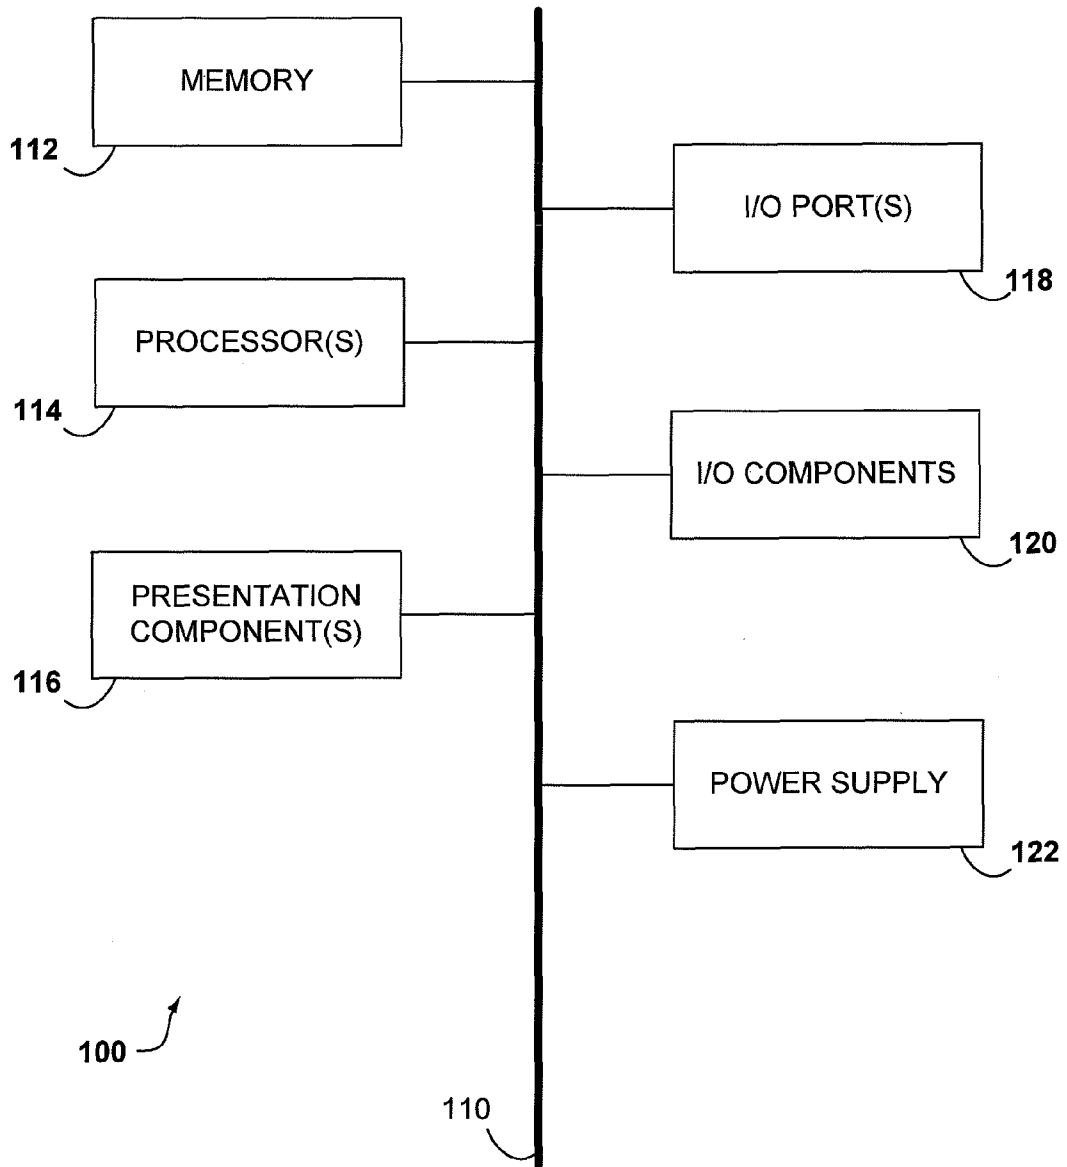 MEMORY
112
I/O PORT(S)
118
PROCESSOR(S)
114
I/O COMPONENTS
120
PRESENTATION
COMPONENT(S)
116
POWER SUPPLY
122
100
110